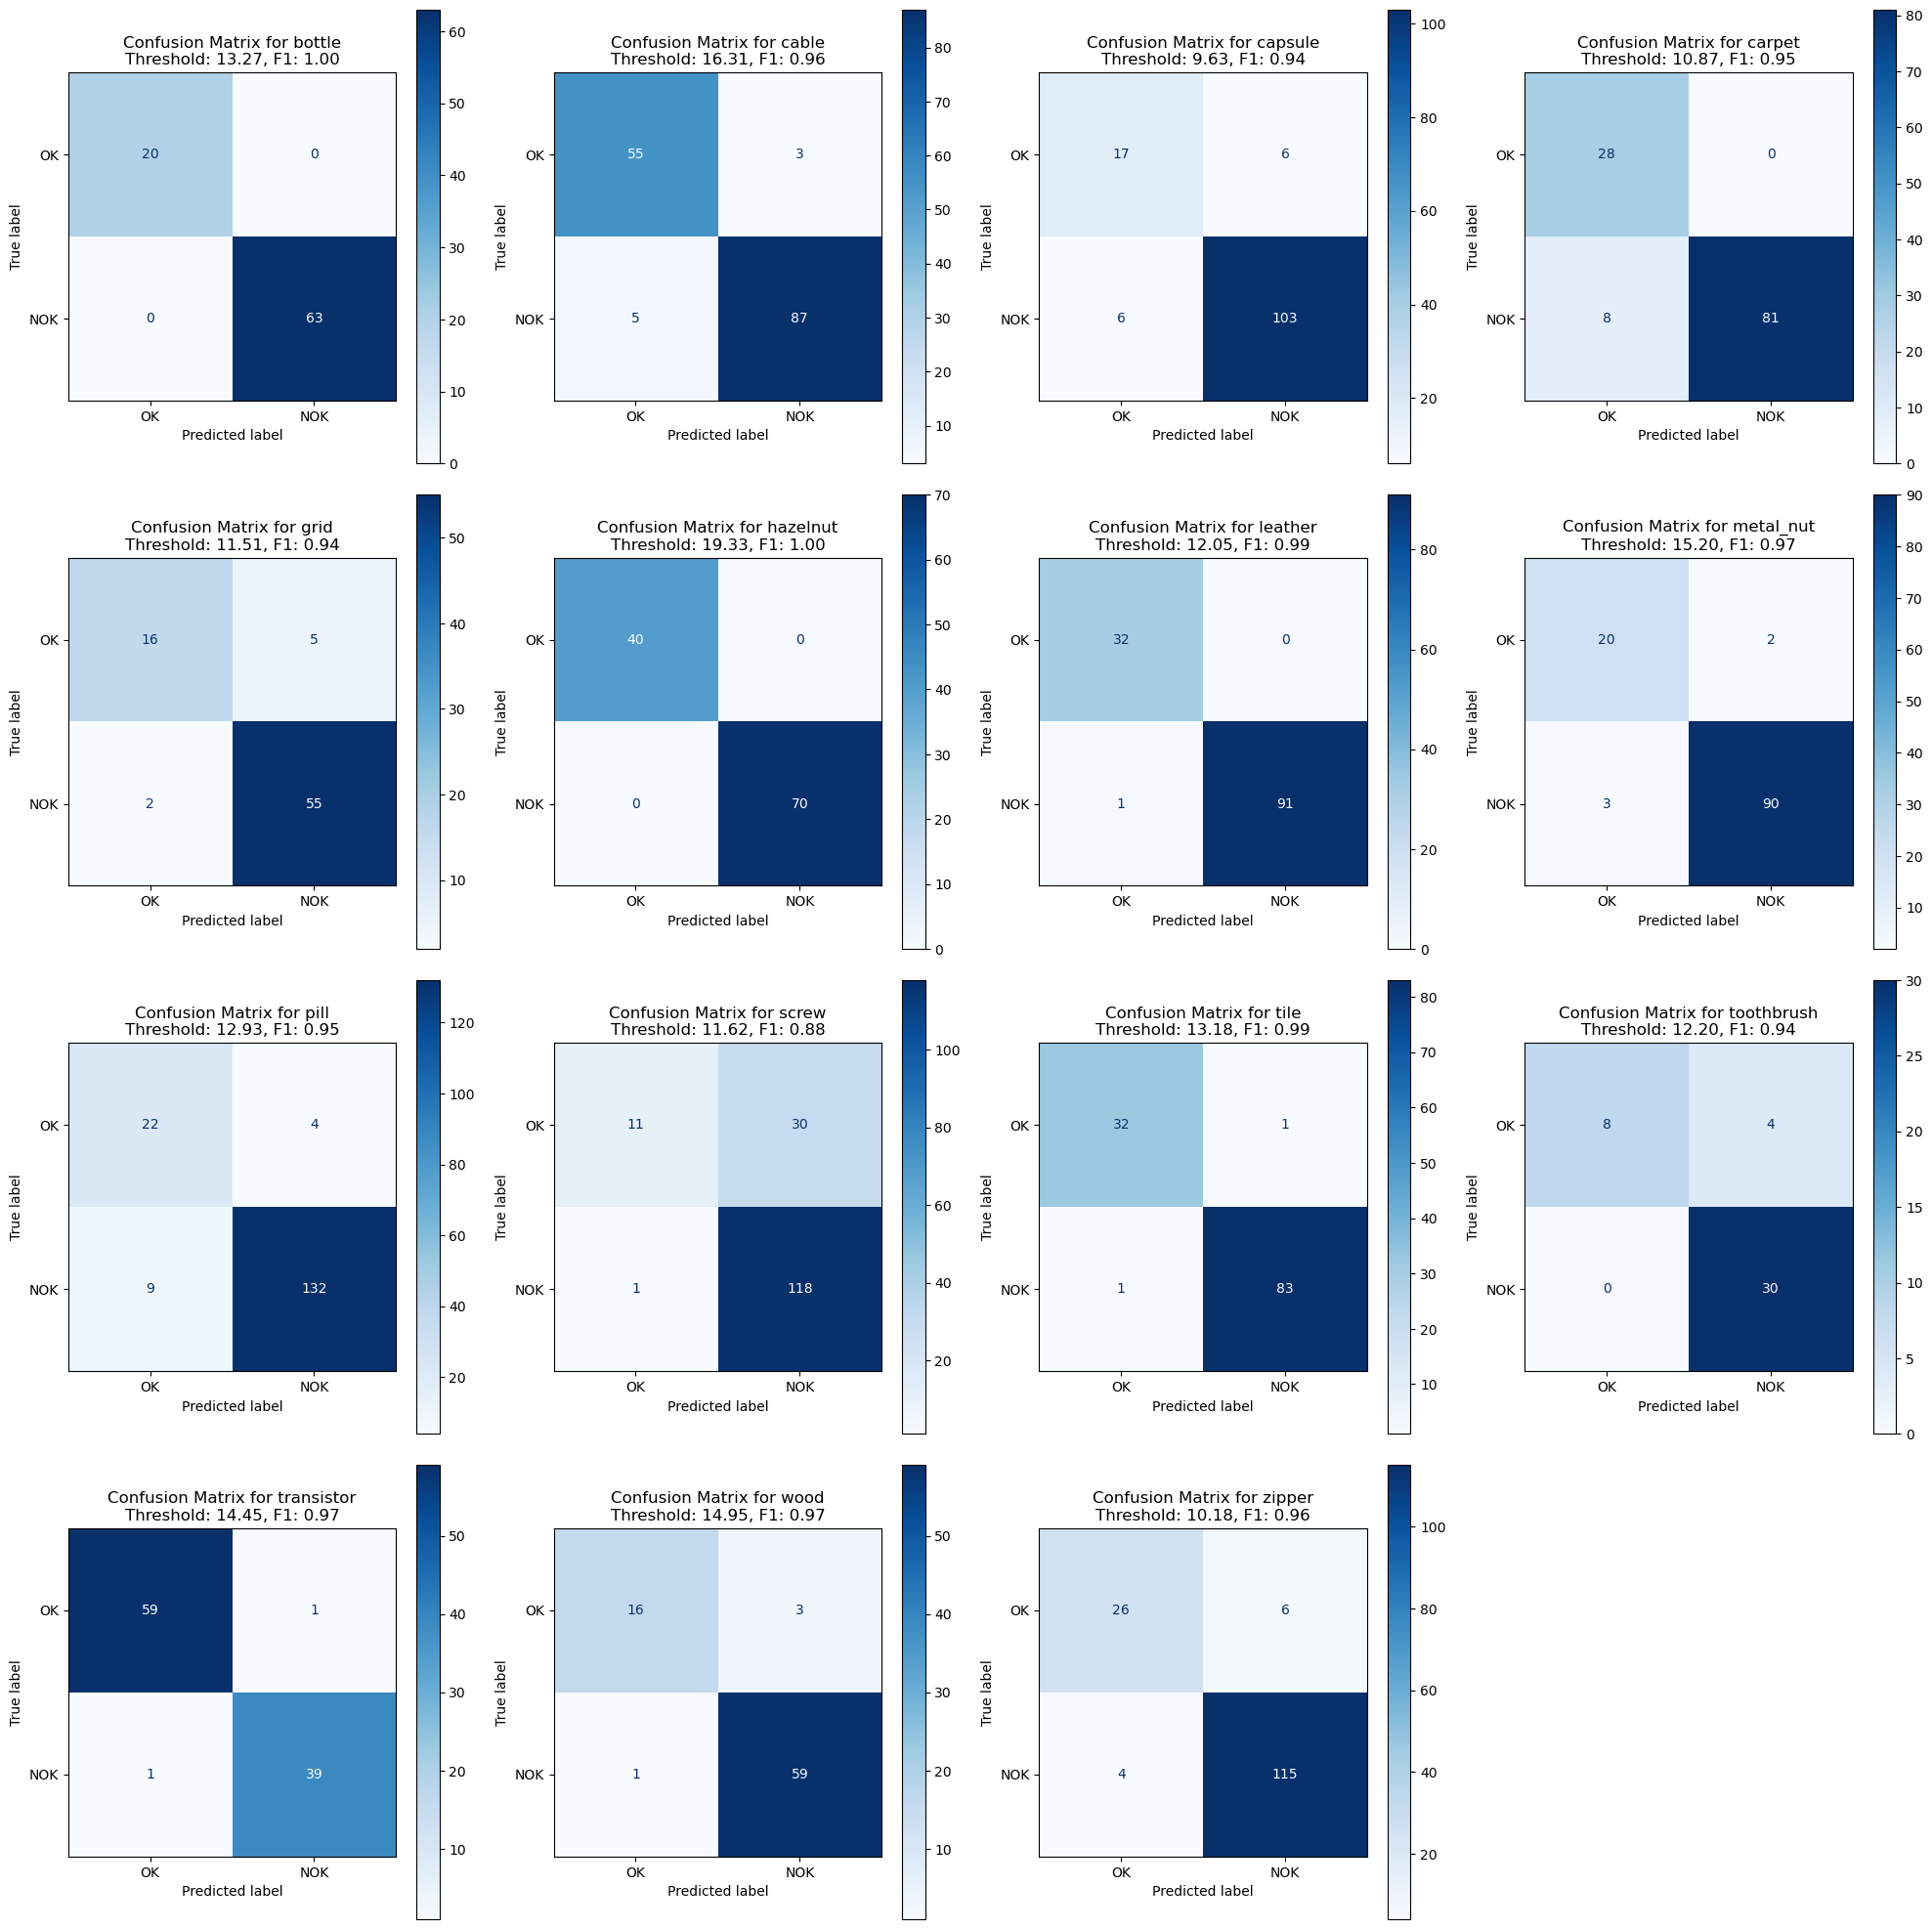 Confusion Matrix for bottle
Threshold: 13.27, F1: 1.00
True label
OK
20
0
NOK
0
63
OK
NOK
Predicted label
60
50
40
30
20
10
0
Confusion Matrix for cable
Threshold: 16.31, F1: 0.96
True label
OK
55
3
NOK
5
87
OK
NOK
Predicted label
80
70
60
50
40
30
20
10
Confusion Matrix for capsule
Threshold: 9.63, F1: 0.94
True label
OK
17
6
NOK
6
103
OK
NOK
Predicted label
100
80
60
40
20
Confusion Matrix for carpet
Threshold: 10.87, F1: 0.95
True label
OK
28
0
NOK
8
81
OK
NOK
Predicted label
80
70
60
50
40
30
20
10
0
Confusion Matrix for grid
Threshold: 11.51, F1: 0.94
True label
OK
16
5
NOK
2
55
OK
NOK
Predicted label
50
40
30
20
10
Confusion Matrix for hazelnut
Threshold: 19.33, F1: 1.00
True label
OK
40
0
NOK
0
70
OK
NOK
Predicted label
70
60
50
40
30
20
10
0
Confusion Matrix for leather
Threshold: 12.05, F1: 0.99
True label
OK
32
0
NOK
1
91
OK
NOK
Predicted label
80
60
40
20
0
Confusion Matrix for metal_nut
Threshold: 15.20, F1: 0.97
True label
OK
20
2
NOK
3
90
OK
NOK
Predicted label
90
80
70
60
50
40
30
20
10
Confusion Matrix for pill
Threshold: 12.93, F1: 0.95
True label
OK
22
4
NOK
9
132
OK
NOK
Predicted label
120
100
80
60
40
20
Confusion Matrix for screw
Threshold: 11.62, F1: 0.88
True label
OK
11
30
NOK
1
118
OK
NOK
Predicted label
100
80
60
40
20
Confusion Matrix for tile
Threshold: 13.18, F1: 0.99
True label
OK
32
1
NOK
1
83
OK
NOK
Predicted label
80
70
60
50
40
30
20
10
Confusion Matrix for toothbrush
Threshold: 12.20, F1: 0.94
True label
OK
8
4
NOK
0
30
OK
NOK
Predicted label
30
25
20
15
10
5
0
Confusion Matrix for transistor
Threshold: 14.45, F1: 0.97
True label
OK
59
1
NOK
1
39
OK
NOK
Predicted label
50
40
30
20
10
Confusion Matrix for wood
Threshold: 14.95, F1: 0.97
True label
OK
16
3
NOK
1
59
OK
NOK
Predicted label
50
40
30
20
10
Confusion Matrix for zipper
Threshold: 10.18, F1: 0.96
True label
OK
26
6
NOK
4
115
OK
NOK
Predicted label
100
80
60
40
20